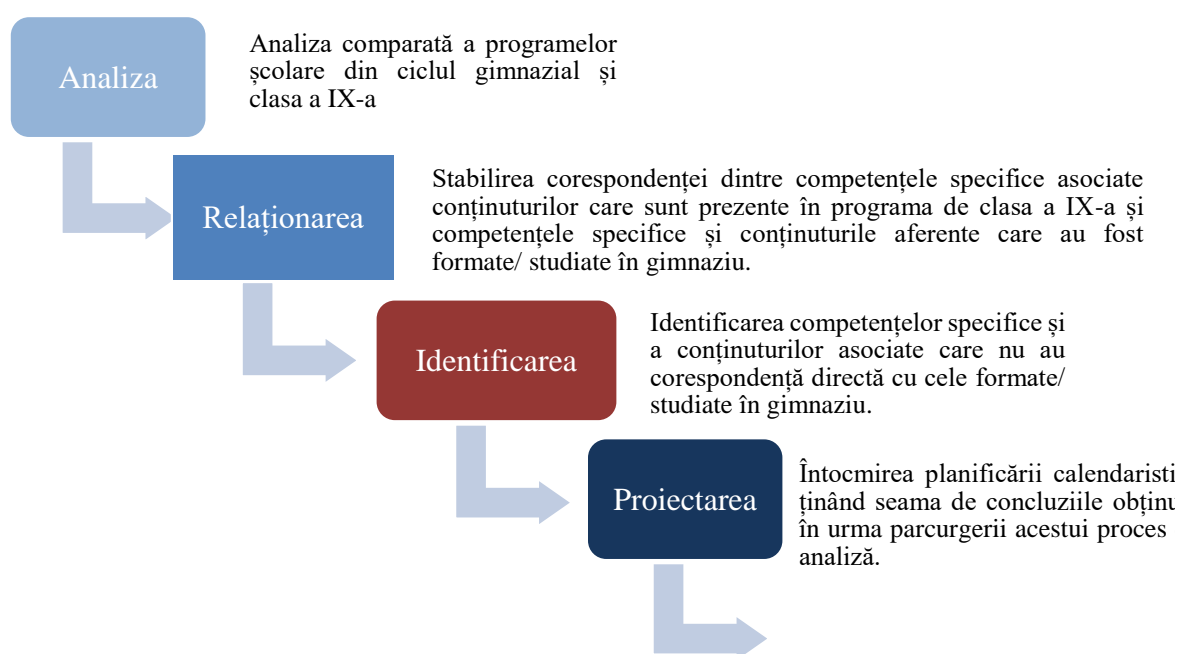 Analiza
Analiza comparată a programelor
școlare din ciclul gimnazial și
clasa a IX-a
Relaționarea
Stabilirea corespondenței dintre competențele specifice asociate
conținuturilor care sunt prezente în programa de clasa a IX-a și
competențele specifice și conținuturile aferente care au fost
formate/ studiate în gimnaziu.
Identificarea
Identificarea competențelor specifice și
a conținuturilor asociate care nu au
corespondență directă cu cele formate/
studiate în gimnaziu.
Proiectarea
Întocmirea planificării calendaristi
ținând seama de concluziile obținu
în urma parcurgerii acestui proces
analiză.